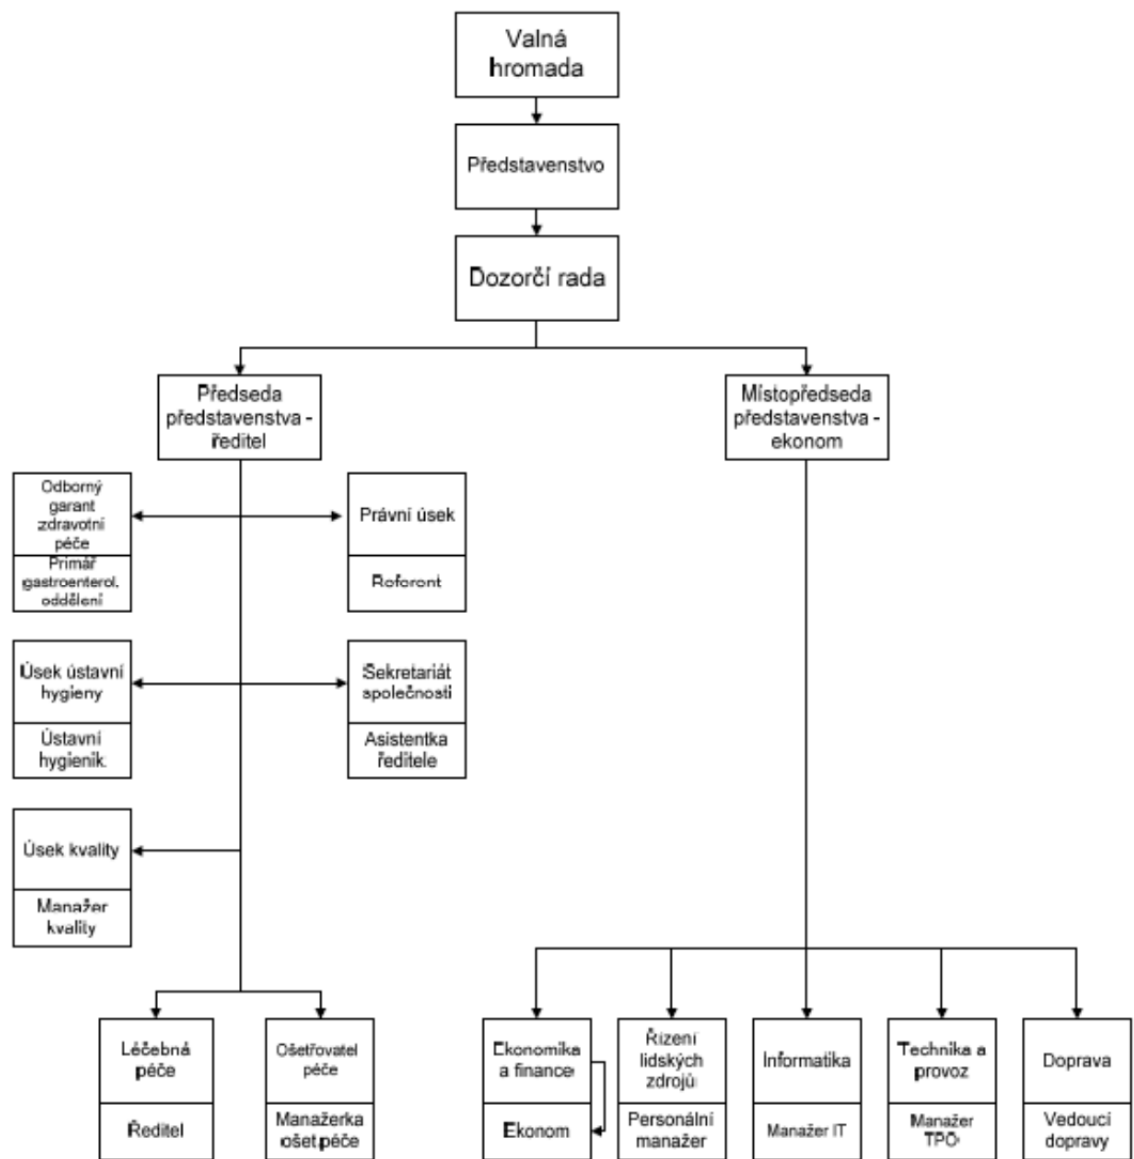 Valná
hromada
Představenstvo
Dozorčí rada
Předseda
představenstva -
ředitel
Místopředseda
představenstva -
ekonom
Odborný
garant
zdravotní
péče
Primář
gastroenterol.
oddělení
Právní úsek
Referent
Úsek ústavní
hygieny
Ústavní
hygienik
Sekretariát
společnosti
Asistentka
ředitele
Úsek kvality
Manažer
kvality
Léčebná
péče
Ředitel
Ošetřovatel
péče
Manažerka
ošet.péče
Ekonomika
a finance
Ekonom
Řízení
lidských
zdrojů
Personální
manažer
Informatika
Manažer IT
Technika a
provoz
Manažer
TPO
Doprava
Vedoucí
dopravy